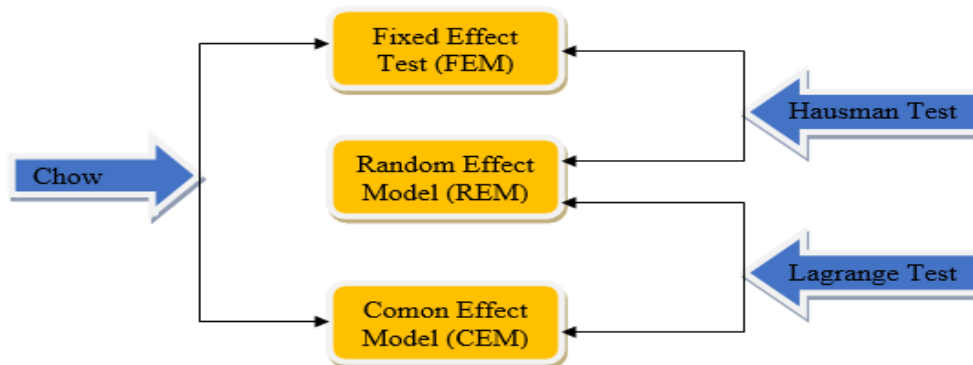 Fixed Effect
Test (FEM)
Hausman Test
Chow
Random Effect
Model (REM)
Lagrange Test
Comon Effect
Model (CEM)